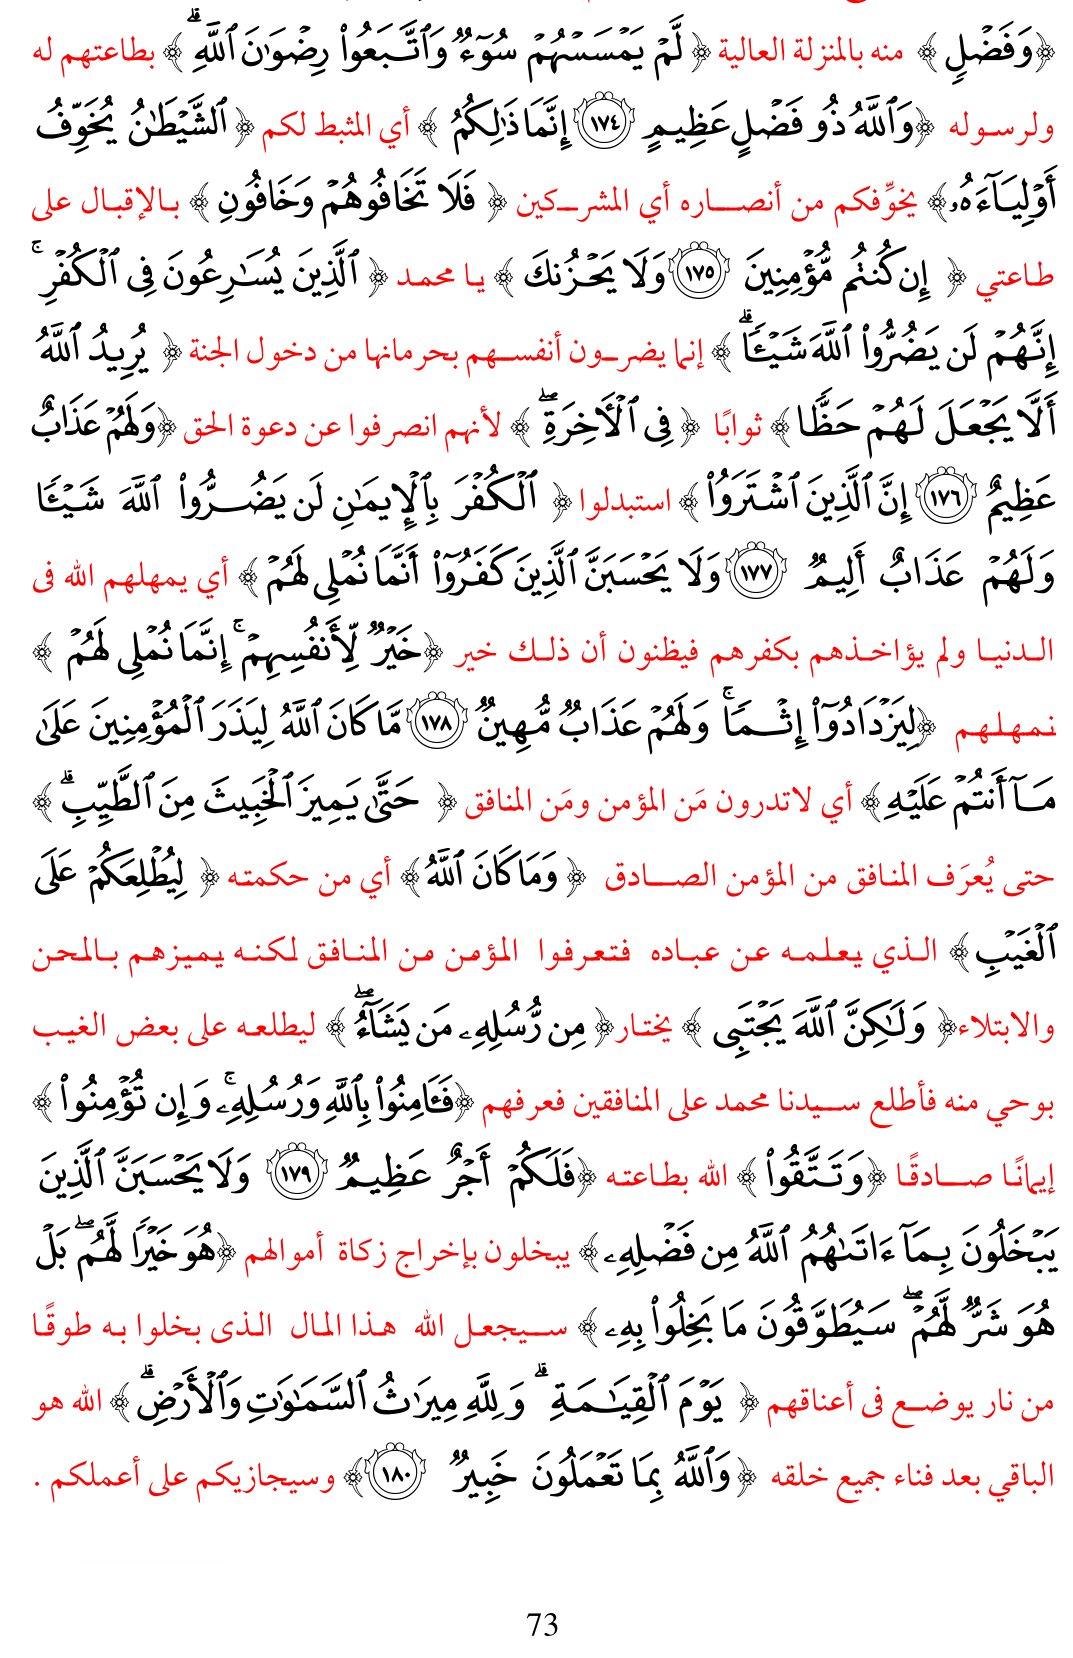 ﴿وَفَضْلٍ ﴾ منه بالمنزلة العالية ﴿ لَّمْ يَمْسَسْهُمْ سُوٓءٌ وَٱتَّبَعُوا۟ رِضْوَٰنَ ٱللَّهِ ۗ ﴾ بطاعتهم له
ولرسوله ﴿وَٱللَّهُ ذُو فَضْلٍ عَظِيمٍ ١٧٤ إِنَّمَا ذَٰلِكُمُ ﴾ أي المثبط لكم ﴿ ٱلشَّيْطَٰنُ يُخَوِّفُ
أَوْلِيَآءَهُۥ﴾ يخوِّفكم من أنصاره أي المشركين ﴿ فَلَا تَخَافُوهُمْ وَخَافُونِ ﴾ بالإقبال على
طاعتي ﴿ إِن كُنتُم مُّؤْمِنِينَ ١٧٥ وَلَا يَحْزُنكَ ﴾ يا محمد ﴿ ٱلَّذِينَ يُسَٰرِعُونَ فِى ٱلْكُفْرِ ۚ
إِنَّهُمْ لَن يَضُرُّوا۟ ٱللَّهَ شَيْـًٔا ۗ ﴾ إنما يضرون أنفسهم بحرمانها من دخول الجنة ﴿ يُرِيدُ ٱللَّهُ
أَلَّا يَجْعَلَ لَهُمْ حَظًّا﴾ ثوابًا ﴿ فِى ٱلْـَٔاخِرَةِ ۖ ﴾ لأنهم انصرفوا عن دعوة الحق ﴿وَلَهُمْ عَذَابٌ
عَظِيمٌ ١٧٦ إِنَّ ٱلَّذِينَ ٱشْتَرَوُا۟ ﴾ استبدلوا ﴿ ٱلْكُفْرَ بِٱلْإِيمَٰنِ لَن يَضُرُّوا۟ ٱللَّهَ شَيْـًٔا
وَلَهُمْ عَذَابٌ أَلِيمٌ ١٧٧ وَلَا يَحْسَبَنَّ ٱلَّذِينَ كَفَرُوٓا۟ أَنَّمَا نُمْلِى لَهُمْ ﴾ أي يمهلهم الله فى
الدنيا ولم يؤاخذهم بكفرهم فيظنون أن ذلك خير ﴿خَيْرٌ لِّأَنفُسِهِمْ ۚ إِنَّمَا نُمْلِى لَهُمْ ﴾
نمهلهم ﴿لِيَزْدَادُوٓا۟ إِثْمًا ۚ وَلَهُمْ عَذَابٌ مُّهِينٌ ١٧٨ مَّا كَانَ ٱللَّهُ لِيَذَرَ ٱلْمُؤْمِنِينَ عَلَىٰ
مَآ أَنتُمْ عَلَيْهِ﴾ أي لاتدرون مَن المؤمن ومَن المنافق ﴿ حَتَّىٰ يَمِيزَ ٱلْخَبِيثَ مِنَ ٱلطَّيِّبِ ۗ ﴾
حتى يُعرَف المنافق من المؤمن الصادق ﴿ وَمَا كَانَ ٱللَّهُ﴾ أي من حكمته ﴿ لِيُطْلِعَكُمْ عَلَى
ٱلْغَيْبِ﴾ الذي يعلمه عن عباده فتعرفوا المؤمن من المنافق لكنه يميزهم بالمحن
والابتلاء﴿ وَلَٰكِنَّ ٱللَّهَ يَجْتَبِى ﴾ يختار﴿ مِن رُّسُلِهِۦ مَن يَشَآءُ ۖ ﴾ ليطلعه على بعض الغيب
بوحي منه فأطلع سيدنا محمد على المنافقين فعرفهم ﴿فَـَٔامِنُوا۟ بِٱللَّهِ وَرُسُلِهِۦ ۚ وَإِن تُؤْمِنُوا۟ ﴾
إيمانًا صادقًا ﴿وَتَتَّقُوا۟ ﴾ الله بطاعته ﴿فَلَكُمْ أَجْرٌ عَظِيمٌ ١٧٩ وَلَا يَحْسَبَنَّ ٱلَّذِينَ
يَبْخَلُونَ بِمَآ ءَاتَىٰهُمُ ٱللَّهُ مِن فَضْلِهِۦ ﴾ يبخلون بإخراج زكاة أموالهم ﴿هُوَ خَيْرًا لَّهُم ۖ بَلْ
هُوَ شَرٌّ لَّهُمْ ۖ سَيُطَوَّقُونَ مَا بَخِلُوا۟ بِهِۦ ﴾ سيجعل الله هذا المال الذى بخلوا به طوقًا
من نار يوضع فى أعناقهم ﴿ يَوْمَ ٱلْقِيَٰمَةِ ۗ وَلِلَّهِ مِيرَٰثُ ٱلسَّمَٰوَٰتِ وَٱلْأَرْضِ ۗ ﴾ الله هو
الباقي بعد فناء جميع خلقه ﴿وَٱللَّهُ بِمَا تَعْمَلُونَ خَبِيرٌ ١٨٠ ﴾ وسيجازيكم على أعملكم .
73